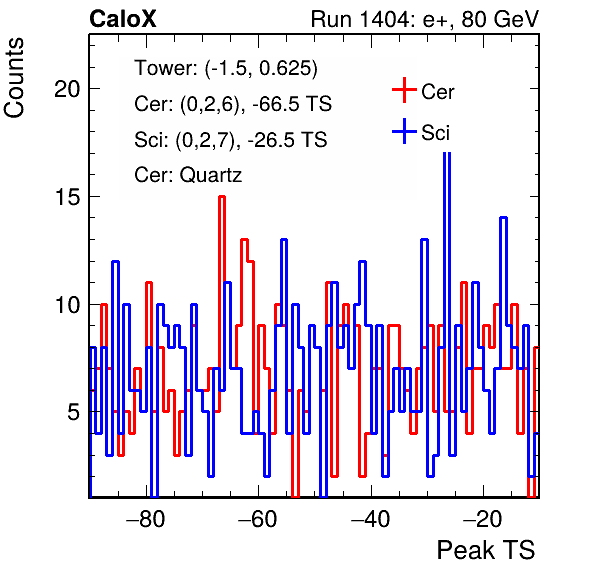 CaloX Run 1404: e+, 80 GeV
Counts
Tower: (-1.5, 0.625)
Cer: (0,2,6), -66.5 TS
Sci: (0,2,7), -26.5 TS
Cer: Quartz
Cer
Sci
20
15
10
5
−80 −60 −40 −20
Peak TS